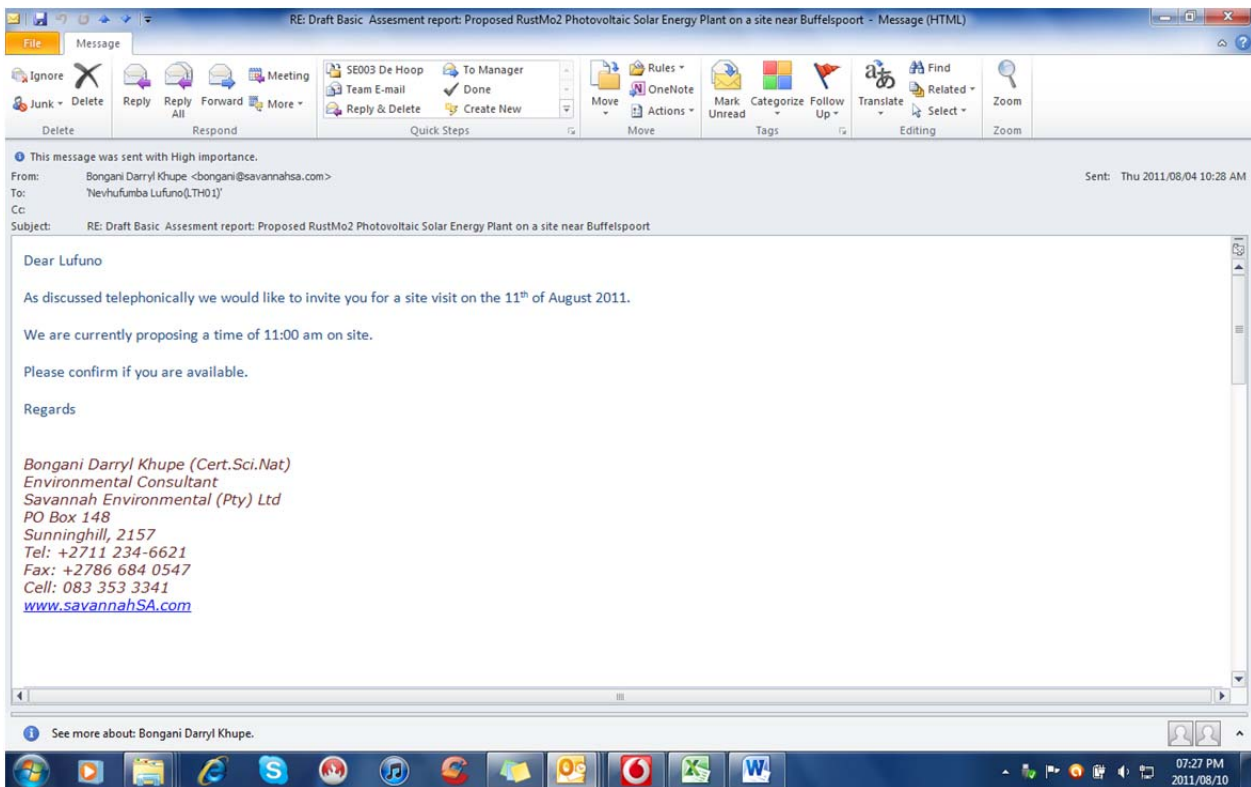 RE: Draft Basic Assesment report: Proposed RustMo2 Photovoltaic Solar Energy Plant on a site near Buffelspoort - Message (HTML)
File Message
Ignore
Junk
Delete
Delete
Reply
Reply All
Forward
Meeting
More
Respond
SE003 De Hoop
Team E-mail
Reply & Delete
To Manager
Done
Create New
Quick Steps
Move
Rules
OneNote
Actions
Move
Mark Unread
Categorize
Follow Up
Tags
Translate
Find
Related
Select
Editing
Zoom
Zoom
This message was sent with High importance.
From: Bongani Darryl Khupe <bongani@savannahsa.com> Sent: Thu 2011/08/04 10:28 AM
To: 'Nevhufumba Lufuno(LTH01)'
Cc:
Subject: RE: Draft Basic Assesment report: Proposed RustMo2 Photovoltaic Solar Energy Plant on a site near Buffelspoort
Dear Lufuno
As discussed telephonically we would like to invite you for a site visit on the 11th of August 2011.
We are currently proposing a time of 11:00 am on site.
Please confirm if you are available.
Regards
Bongani Darryl Khupe (Cert.Sci.Nat)
Environmental Consultant
Savannah Environmental (Pty) Ltd
PO Box 148
Sunninghill, 2157
Tel: +2711 234-6621
Fax: +2786 684 0547
Cell: 083 353 3341
www.savannahSA.com
See more about: Bongani Darryl Khupe.
07:27 PM
2011/08/10